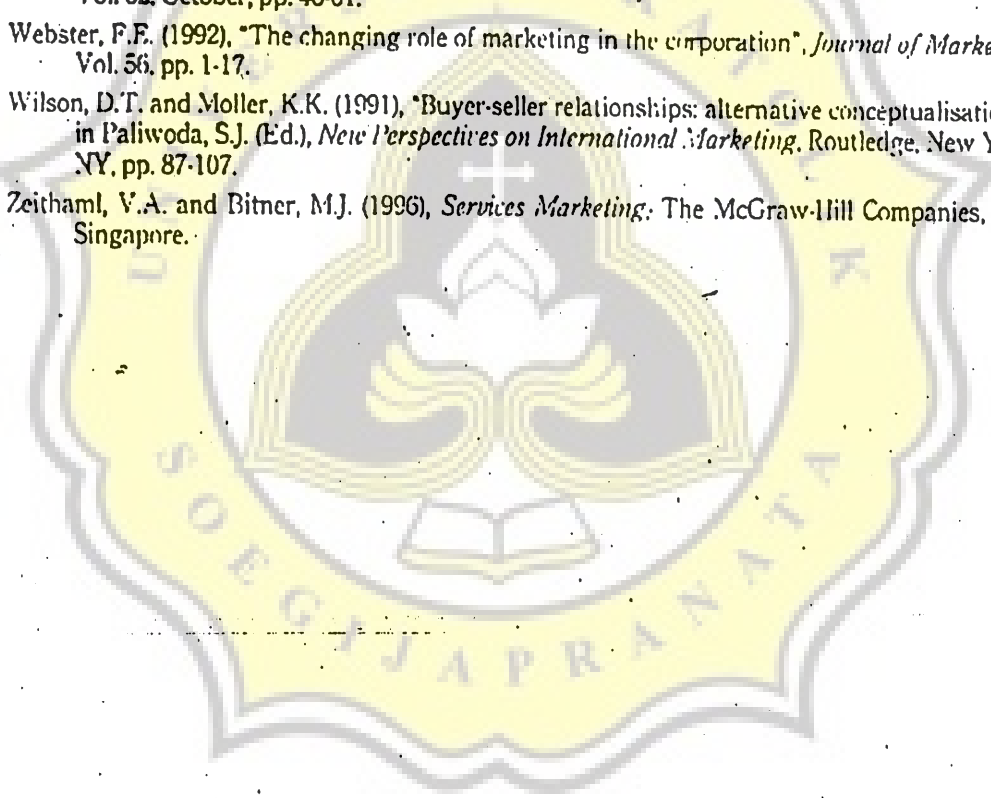 Webster, F.E. (1992), "The changing role of marketing in the corporation", Journal of Marke
Vol. 56, pp. 1-17.
Wilson, D.T. and Moller, K.K. (1991), "Buyer-seller relationships: alternative conceptualisati
in Paliwoda, S.J. (Ed.), New Perspectives on International Marketing, Routledge, New Y
NY, pp. 87-107.
Zeithaml, V.A. and Bitner, M.J. (1996), Services Marketing: The McGraw-Hill Companies,
Singapore.
SOEGIJAPRANATA